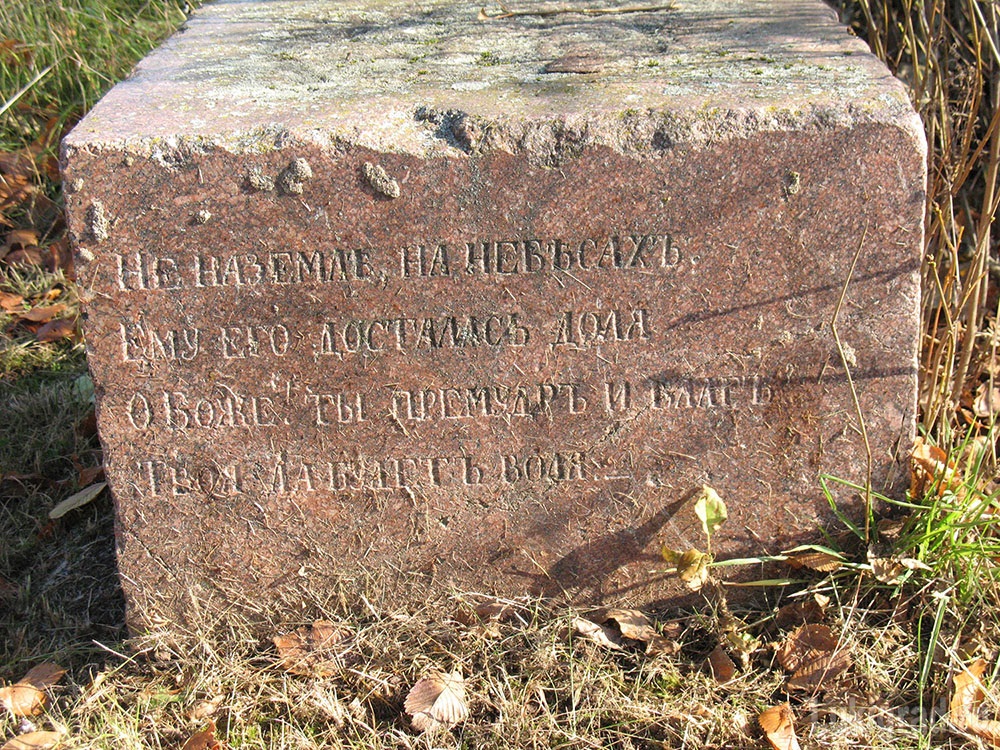 Не на земле, на небѣсахъ.
Ему его досталась доля
О Боже! ты премудръ и благъ
Твоя да будетъ воля.